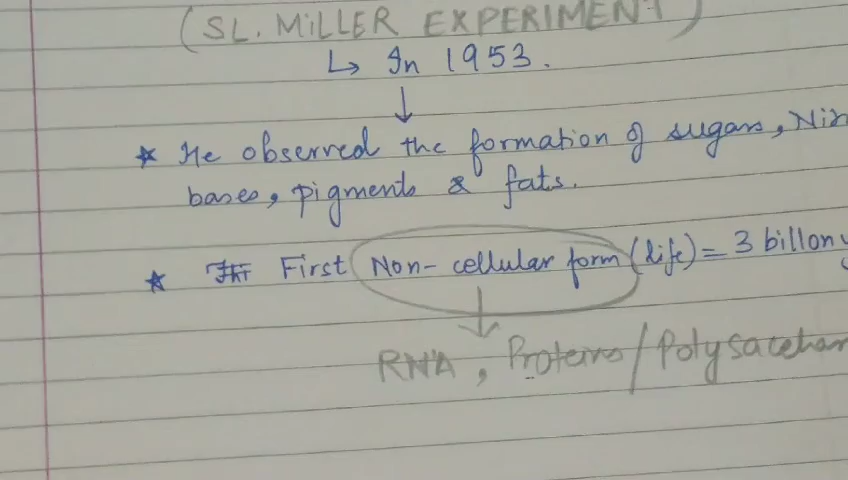 (SL. MILLER EXPERIMENT)
↳ In 1953.
↓
* He observed the formation of sugars, Nit
bases, pigments & fats.
* First Non-cellular form (life) = 3 billon y
↓
RNA, Proteins / Polysacchar